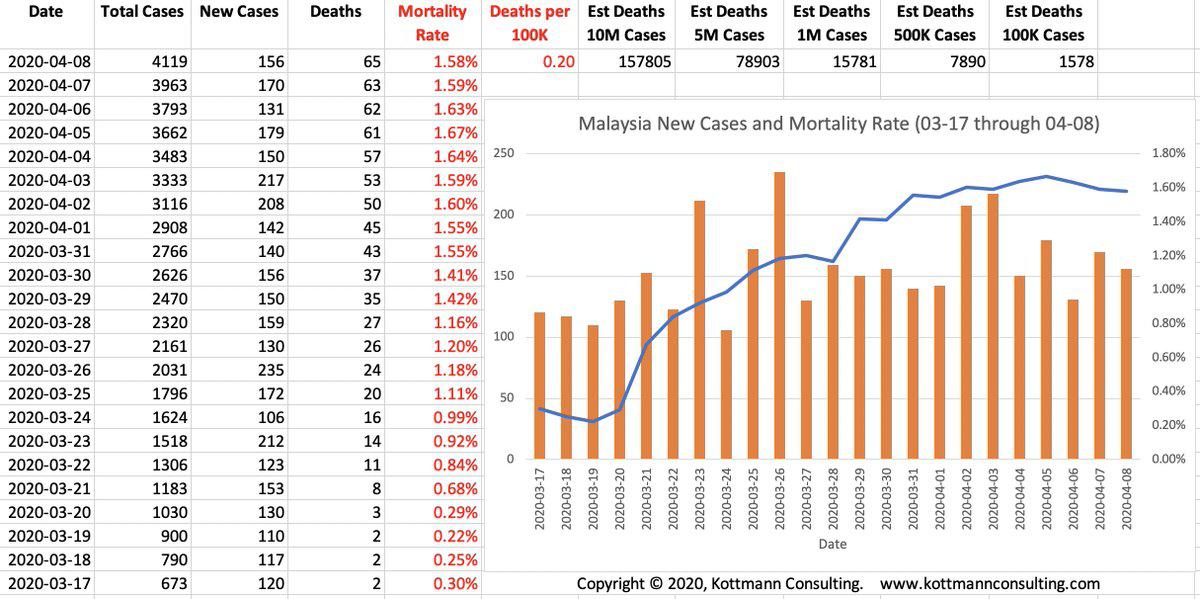 Date Total Cases New Cases Deaths Mortality Rate Deaths per 100K Est Deaths 10M Cases Est Deaths 5M Cases Est Deaths 1M Cases Est Deaths 500K Cases Est Deaths 100K Cases
2020-04-08 4119 156 65 1.58% 0.20 157805 78903 15781 7890 1578
2020-04-07 3963 170 63 1.59%
2020-04-06 3793 131 62 1.63%
2020-04-05 3662 179 61 1.67%
2020-04-04 3483 150 57 1.64%
2020-04-03 3333 217 53 1.59%
2020-04-02 3116 208 50 1.60%
2020-04-01 2908 142 45 1.55%
2020-03-31 2766 140 43 1.55%
2020-03-30 2626 156 37 1.41%
2020-03-29 2470 150 35 1.42%
2020-03-28 2320 159 27 1.16%
2020-03-27 2161 130 26 1.20%
2020-03-26 2031 235 24 1.18%
2020-03-25 1796 172 20 1.11%
2020-03-24 1624 106 16 0.99%
2020-03-23 1518 212 14 0.92%
2020-03-22 1306 123 11 0.84%
2020-03-21 1183 153 8 0.68%
2020-03-20 1030 130 3 0.29%
2020-03-19 900 110 2 0.22%
2020-03-18 790 117 2 0.25%
2020-03-17 673 120 2 0.30%
Malaysia New Cases and Mortality Rate (03-17 through 04-08)
250 1.80%
1.60%
200
1.40%
1.20%
150
1.00%
100
0.80%
0.60%
50
0.40%
0.20%
0 0.00%
2020-03-17 2020-03-18 2020-03-19 2020-03-20 2020-03-21 2020-03-22 2020-03-23 2020-03-24 2020-03-25 2020-03-26 2020-03-27 2020-03-28 2020-03-29 2020-03-30 2020-03-31 2020-04-01 2020-04-02 2020-04-03 2020-04-04 2020-04-05 2020-04-06 2020-04-07 2020-04-08
Date
Copyright © 2020, Kottmann Consulting. www.kottmannconsulting.com